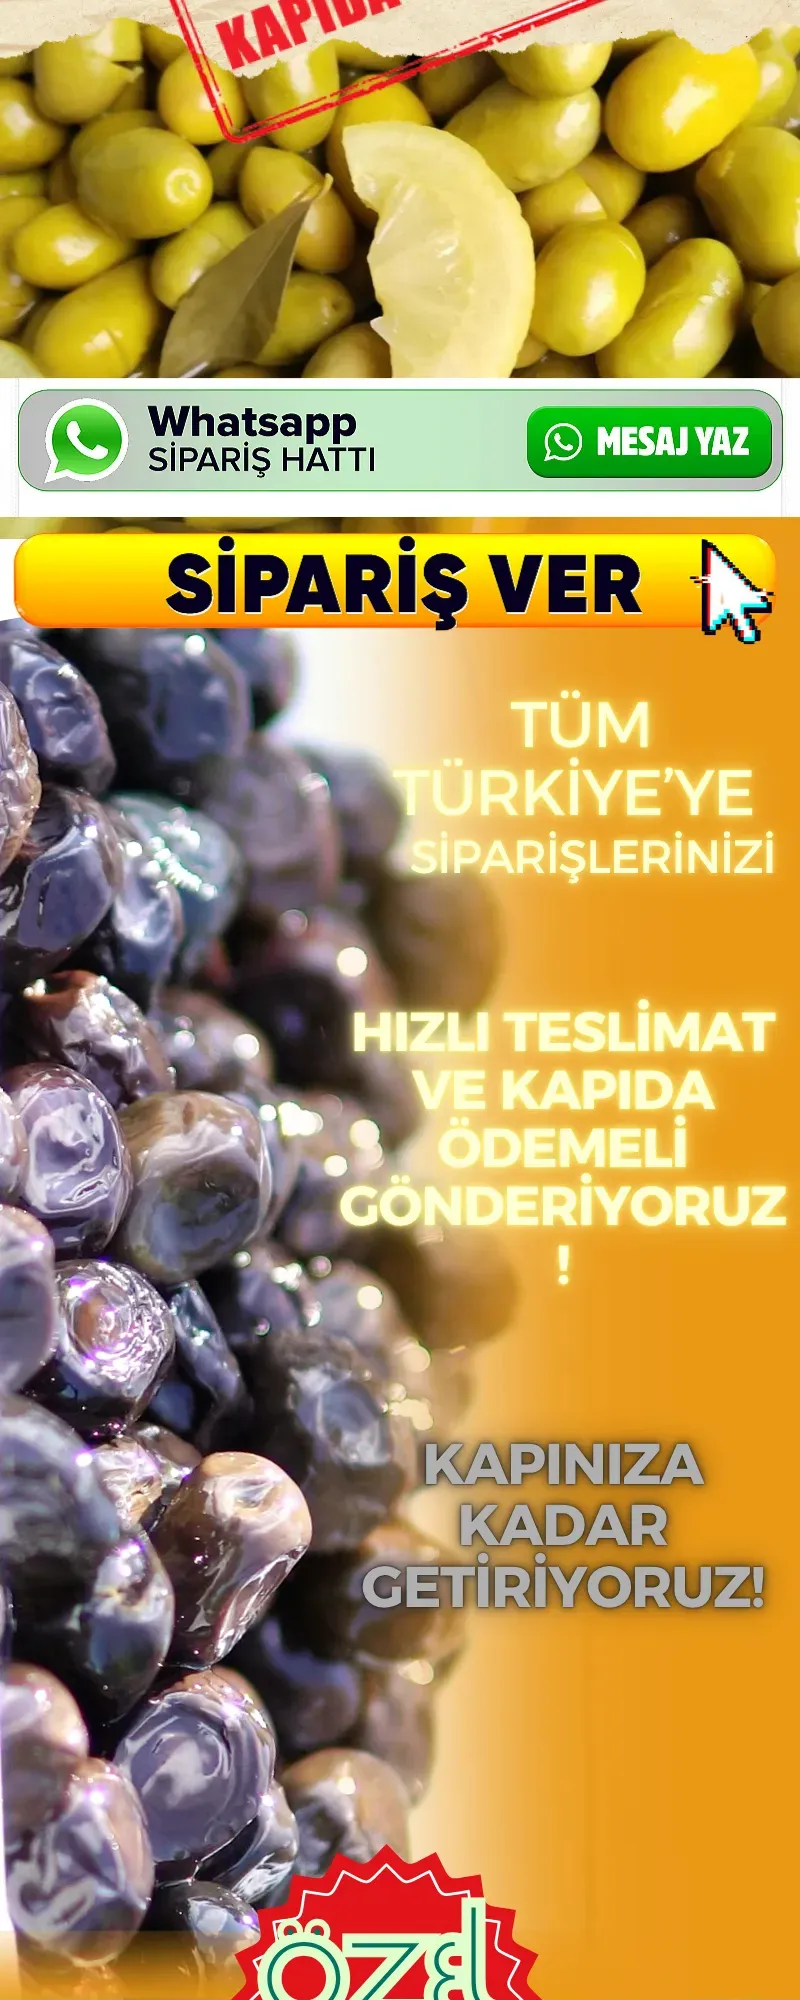 KAPIDA
Whatsapp
SİPARİŞ HATTI
MESAJ YAZ
SİPARİŞ VER
TÜM
TÜRKİYE’YE
SİPARİŞLERİNİZİ
HIZLI TESLİMAT
VE KAPIDA
ÖDEMELİ
GÖNDERİYORUZ
!
KAPINIZA
KADAR
GETİRİYORUZ!
ÖZEL